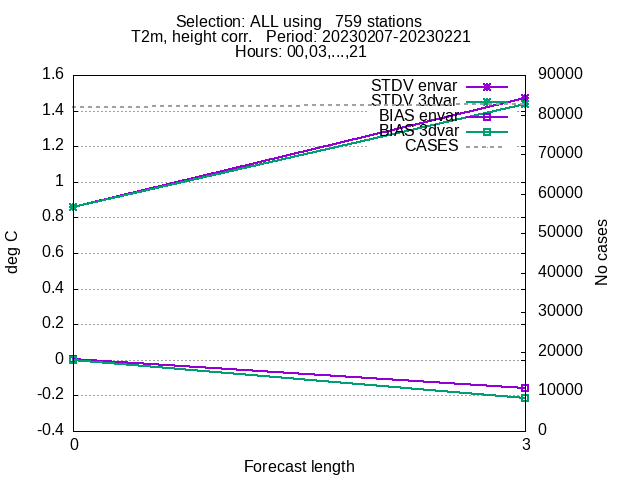 Selection: ALL using   759 stations
T2m, height corr.   Period: 20230207-20230221
Hours: 00,03,...,21
1.6
1.4
1.2
1
0.8
0.6
0.4
0.2
0
-0.2
-0.4
deg C
STDV envar
STDV 3dvar
BIAS envar
BIAS 3dvar
CASES
90000
80000
70000
60000
50000
40000
30000
20000
10000
0
No cases
0
3
Forecast length